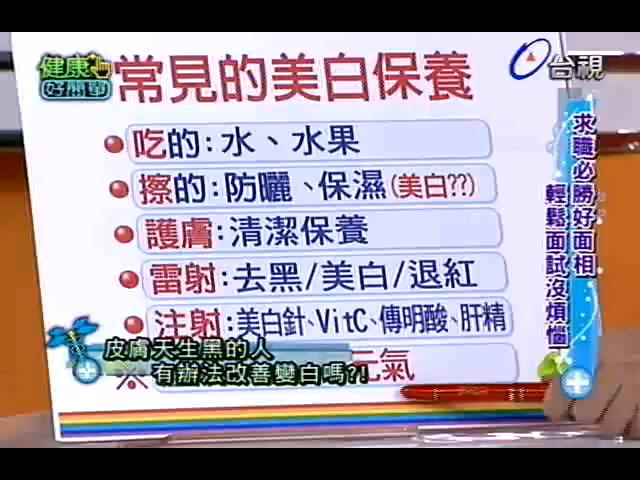 健康
好簡單
台視
常見的美白保養
吃的:水、水果
擦的:防曬、保濕(美白??)
護膚:清潔保養
雷射:去黑/美白/退紅
注射:美白針、VitC、傳明酸、肝精
※
元氣
求職必勝好面相
輕鬆面試沒煩惱
皮膚天生黑的人
有辦法改善變白嗎?!